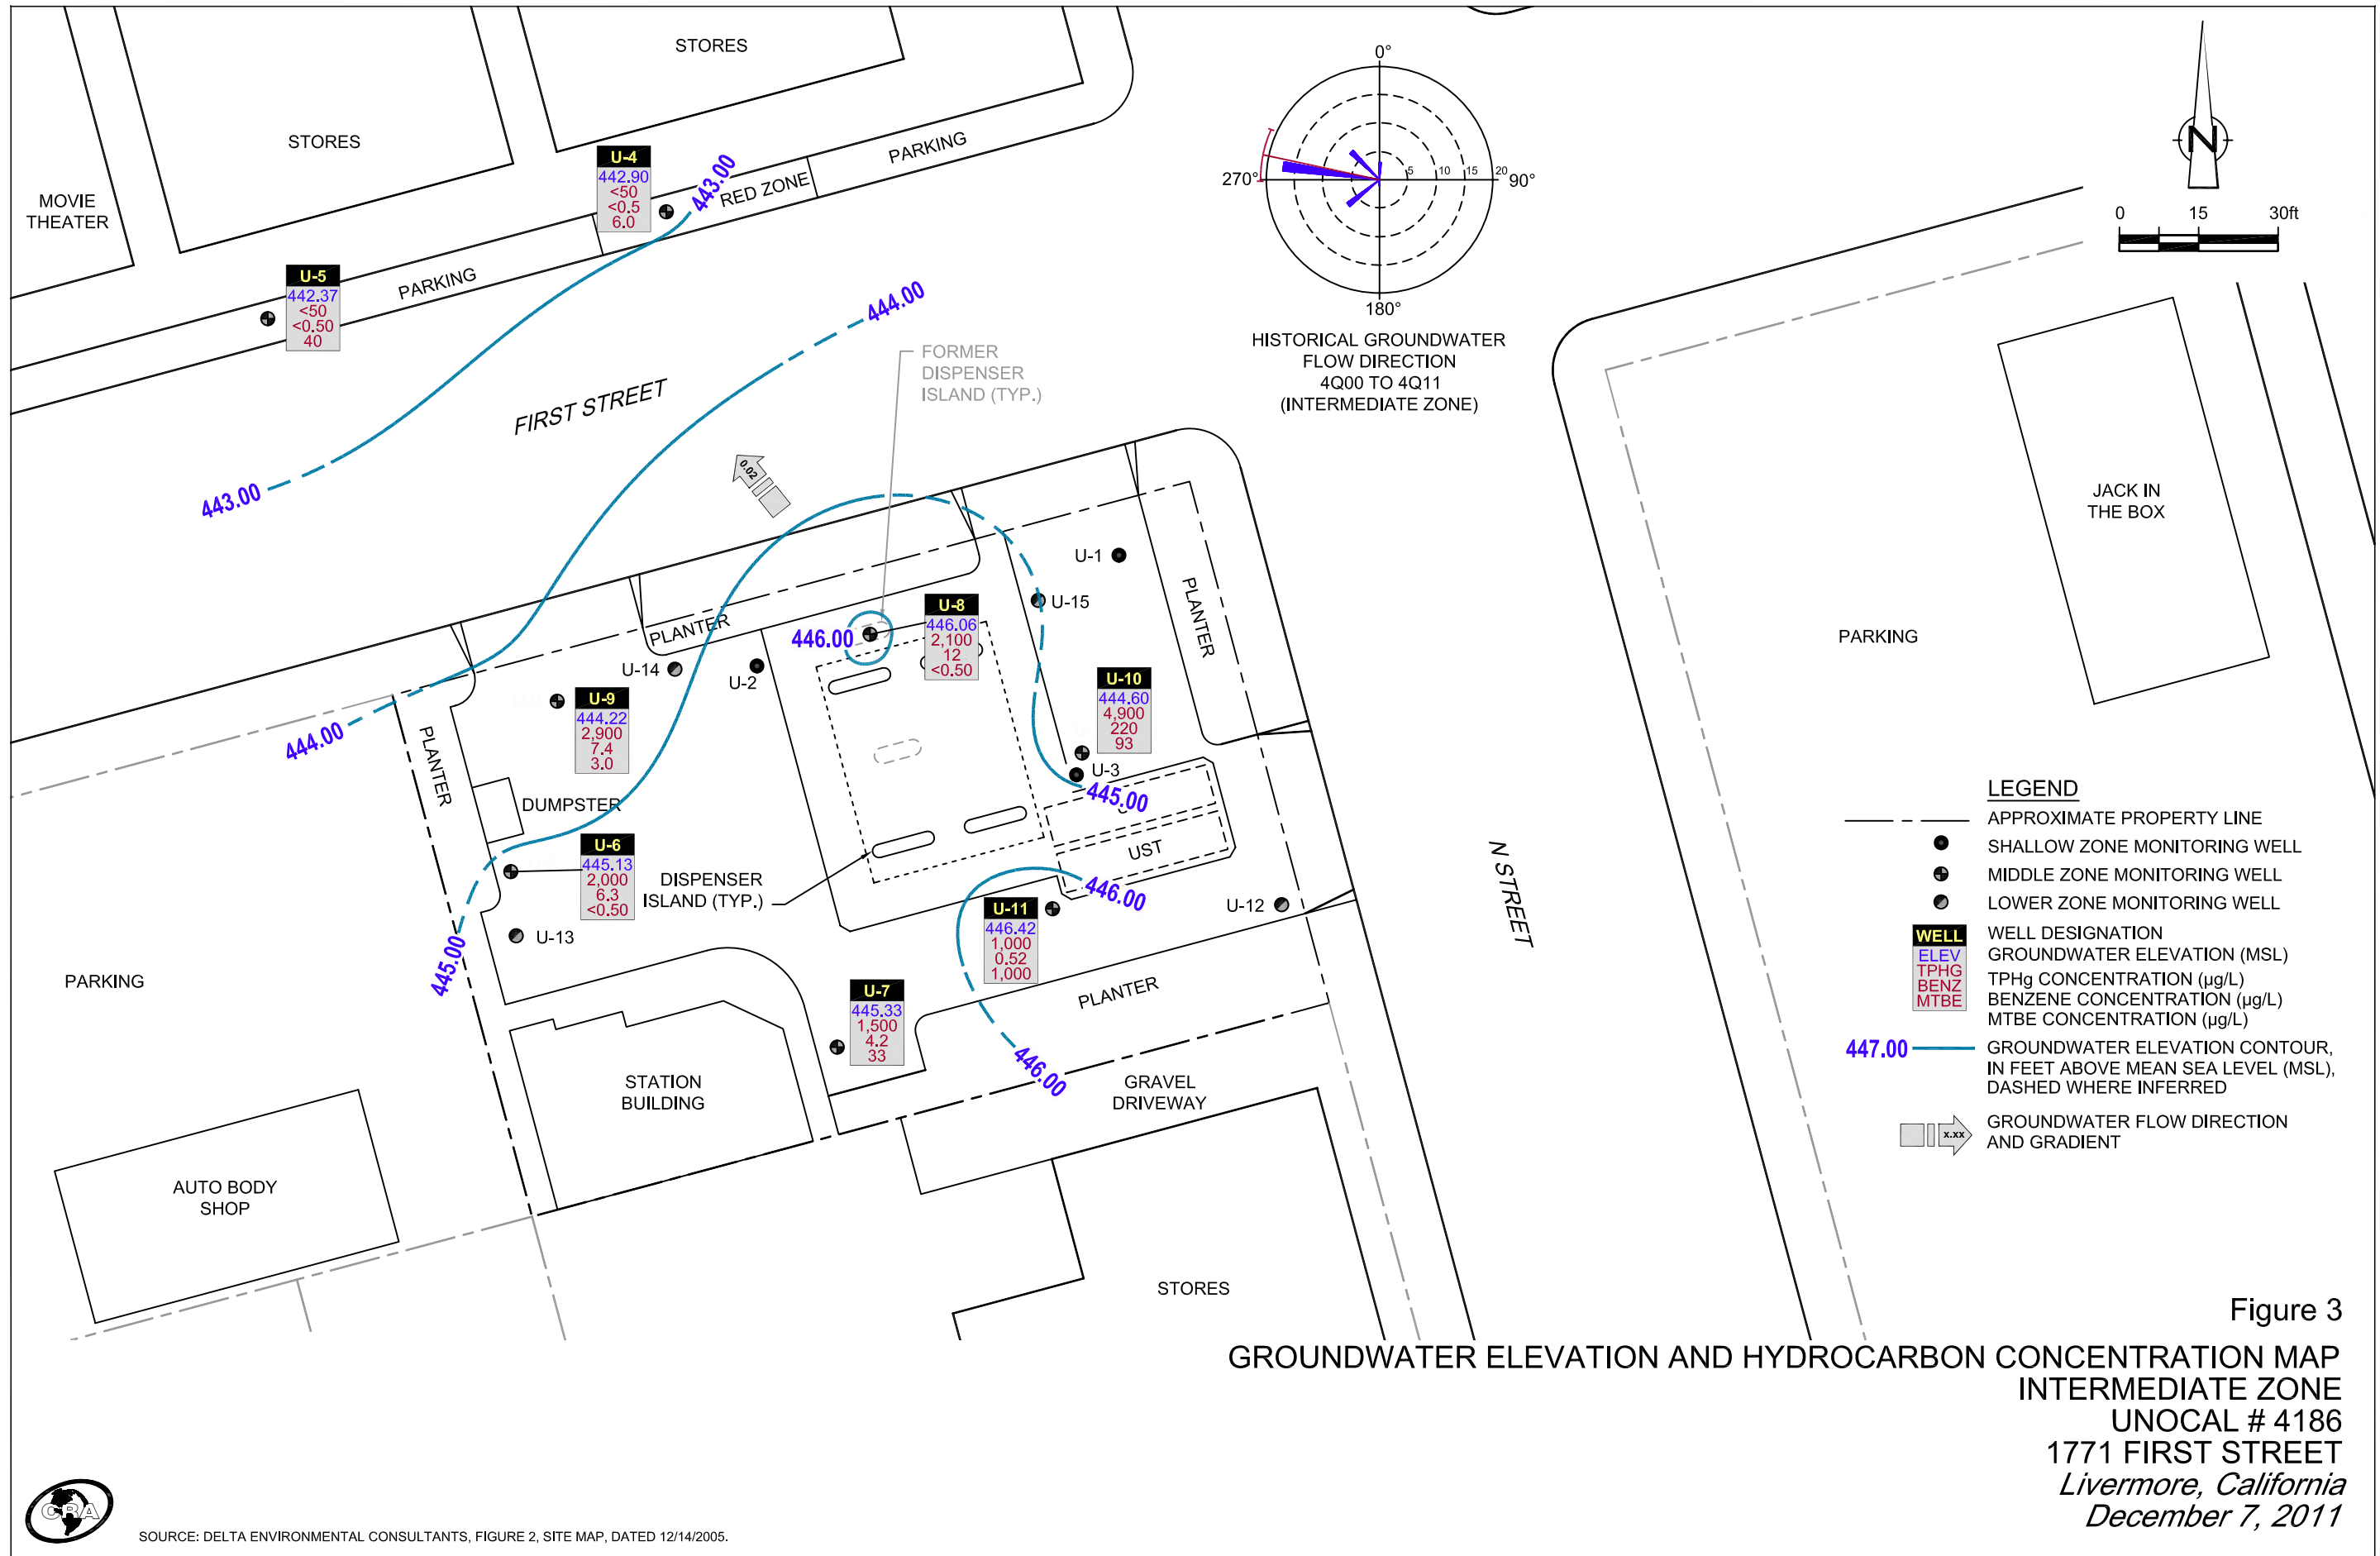 STORES
STORES
MOVIE
THEATER
U-4
442.90
<50
<0.5
6.0
443.00
RED ZONE
PARKING
U-5
442.37
<50
<0.50
40
PARKING
443.00
FIRST STREET
444.00
FORMER
DISPENSER
ISLAND (TYP.)
0.02
0°
270°
90°
180°
5
10
15
20
HISTORICAL GROUNDWATER
FLOW DIRECTION
4Q00 TO 4Q11
(INTERMEDIATE ZONE)
N
0 15 30ft
JACK IN
THE BOX
PARKING
U-1
U-15
PLANTER
PLANTER
446.00
U-8
446.06
2,100
12
<0.50
U-14
U-2
U-9
444.22
2,900
7.4
3.0
444.00
PLANTER
DUMPSTER
U-10
444.60
4,900
220
93
U-3
445.00
UST
U-6
445.13
2,000
6.3
<0.50
DISPENSER
ISLAND (TYP.)
446.00
U-11
446.42
1,000
0.52
1,000
U-12
N STREET
U-13
445.00
PARKING
U-7
445.33
1,500
4.2
33
PLANTER
446.00
STATION
BUILDING
GRAVEL
DRIVEWAY
AUTO BODY
SHOP
STORES
LEGEND
APPROXIMATE PROPERTY LINE
SHALLOW ZONE MONITORING WELL
MIDDLE ZONE MONITORING WELL
LOWER ZONE MONITORING WELL
WELL WELL DESIGNATION
ELEV GROUNDWATER ELEVATION (MSL)
TPHG TPHg CONCENTRATION (µg/L)
BENZ BENZENE CONCENTRATION (µg/L)
MTBE MTBE CONCENTRATION (µg/L)
447.00 GROUNDWATER ELEVATION CONTOUR,
IN FEET ABOVE MEAN SEA LEVEL (MSL),
DASHED WHERE INFERRED
x.xx GROUNDWATER FLOW DIRECTION
AND GRADIENT
Figure 3
GROUNDWATER ELEVATION AND HYDROCARBON CONCENTRATION MAP
INTERMEDIATE ZONE
UNOCAL # 4186
1771 FIRST STREET
Livermore, California
December 7, 2011
CRA
SOURCE: DELTA ENVIRONMENTAL CONSULTANTS, FIGURE 2, SITE MAP, DATED 12/14/2005.